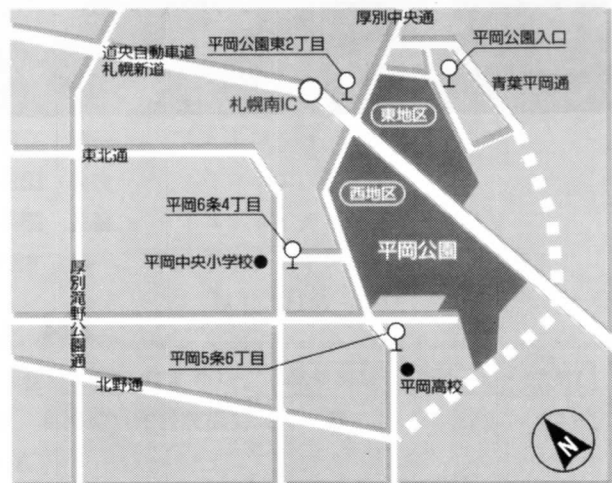 厚別中央通
道央自動車道
札幌新道
平岡公園東2丁目
平岡公園入口
青葉平岡通
札幌南IC
東地区
東北通
西地区
平岡6条4丁目
平岡公園
平岡中央小学校
厚別滝野公園通
平岡5条6丁目
平岡高校
北野通
N